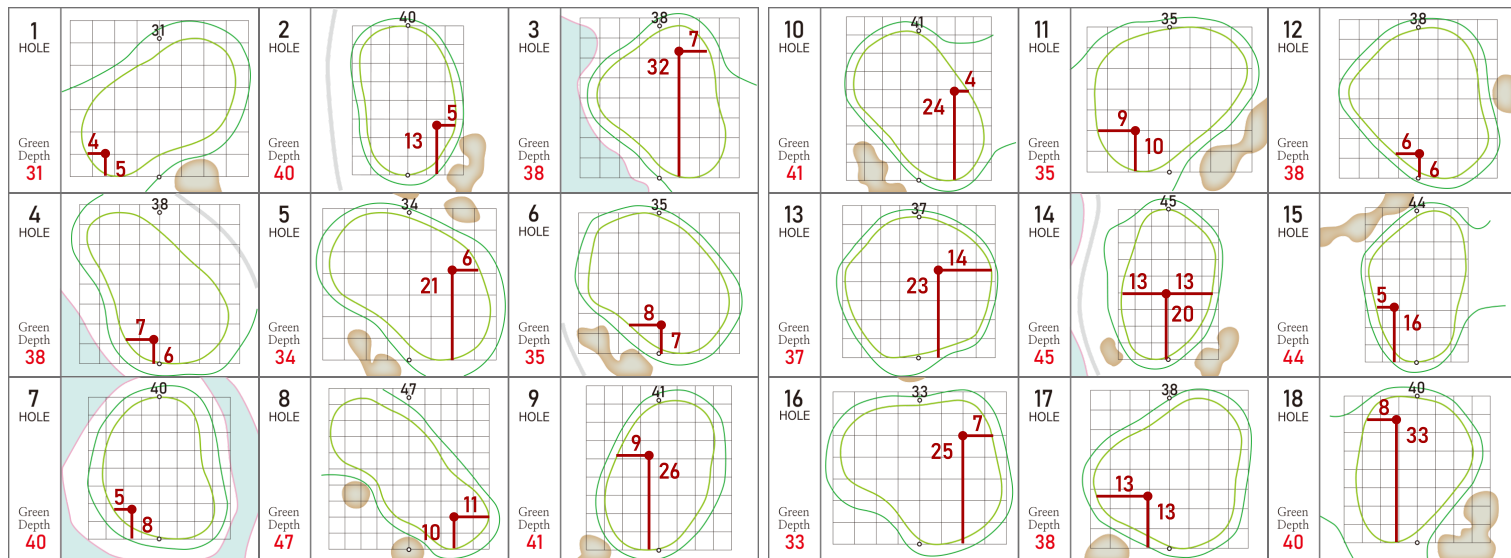 1
HOLE
31
4
5
Green
Depth
31
2
HOLE
40
5
13
Green
Depth
40
3
HOLE
38
7
32
Green
Depth
38
4
HOLE
38
7
6
Green
Depth
38
5
HOLE
34
6
21
Green
Depth
34
6
HOLE
35
8
7
Green
Depth
35
7
HOLE
40
5
8
Green
Depth
40
8
HOLE
47
11
10
Green
Depth
47
9
HOLE
41
9
26
Green
Depth
41
10
HOLE
41
4
24
Green
Depth
41
11
HOLE
35
9
10
Green
Depth
35
12
HOLE
38
6
6
Green
Depth
38
13
HOLE
37
14
23
Green
Depth
37
14
HOLE
45
13 13
20
Green
Depth
45
15
HOLE
44
5
16
Green
Depth
44
16
HOLE
33
7
25
Green
Depth
33
17
HOLE
38
13
13
Green
Depth
38
18
HOLE
40
8
33
Green
Depth
40